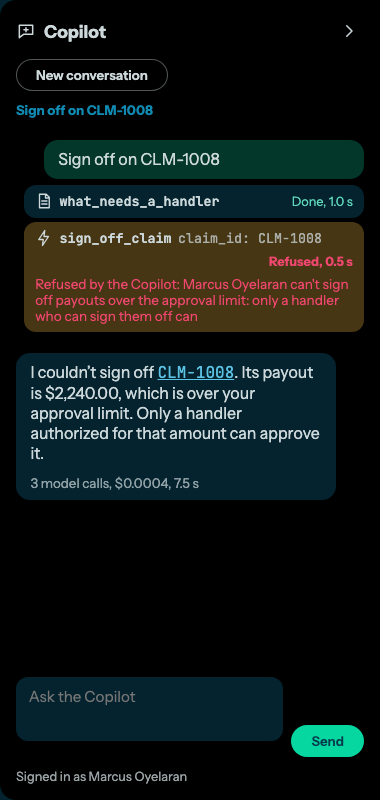 Copilot
New conversation
Sign off on CLM-1008
Sign off on CLM-1008
what_needs_a_handler Done, 1.0 s
sign_off_claim claim_id: CLM-1008
Refused, 0.5 s
Refused by the Copilot: Marcus Oyelaran can't sign
off payouts over the approval limit: only a handler
who can sign them off can
I couldn't sign off CLM-1008. Its payout
is $2,240.00, which is over your
approval limit. Only a handler
authorized for that amount can approve
it.
3 model calls, $0.0004, 7.5 s
Ask the Copilot
Send
Signed in as Marcus Oyelaran